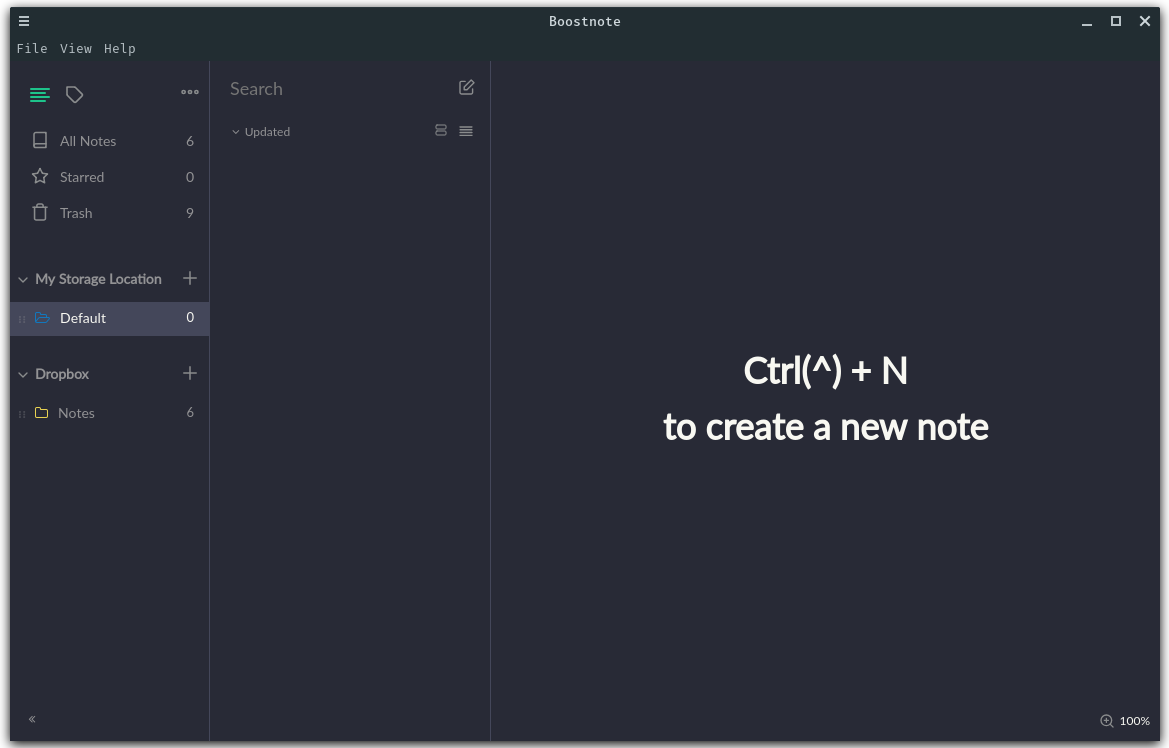 Boostnote
File View Help
Search
Updated
All Notes 6
Starred 0
Trash 9
My Storage Location
Default 0
Dropbox
Notes 6
Ctrl(^) + N
to create a new note
100%